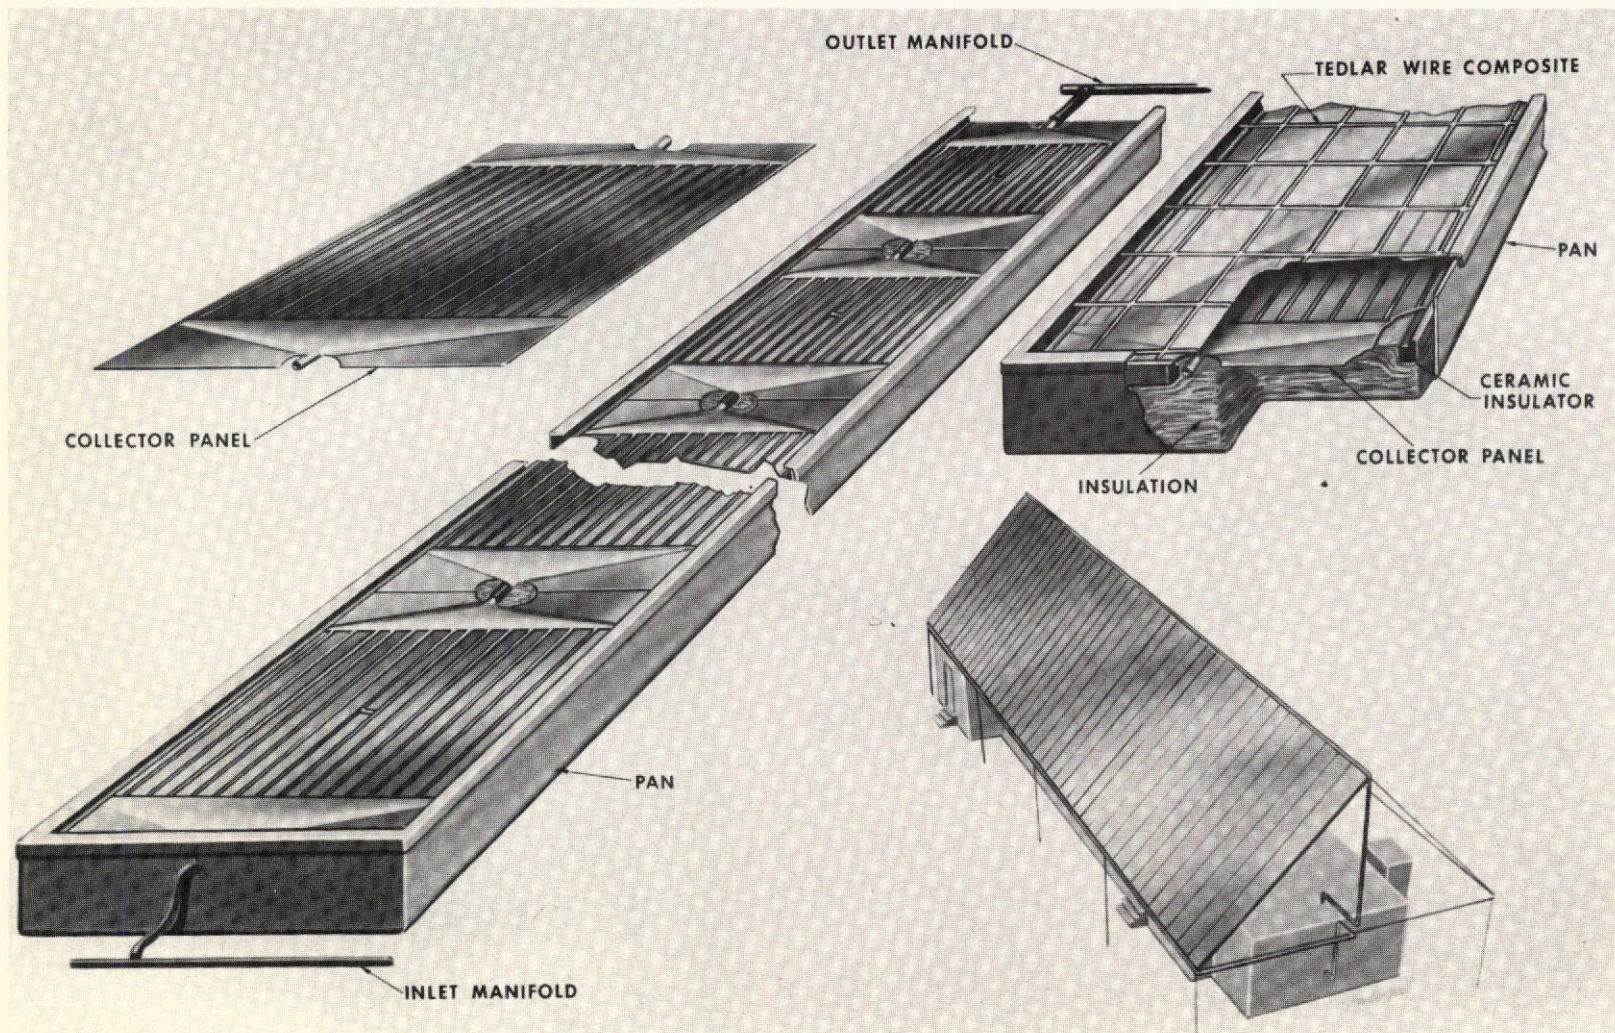 OUTLET MANIFOLD
TEDLAR WIRE COMPOSITE
PAN
CERAMIC
INSULATOR
COLLECTOR PANEL
COLLECTOR PANEL
INSULATION
PAN
INLET MANIFOLD